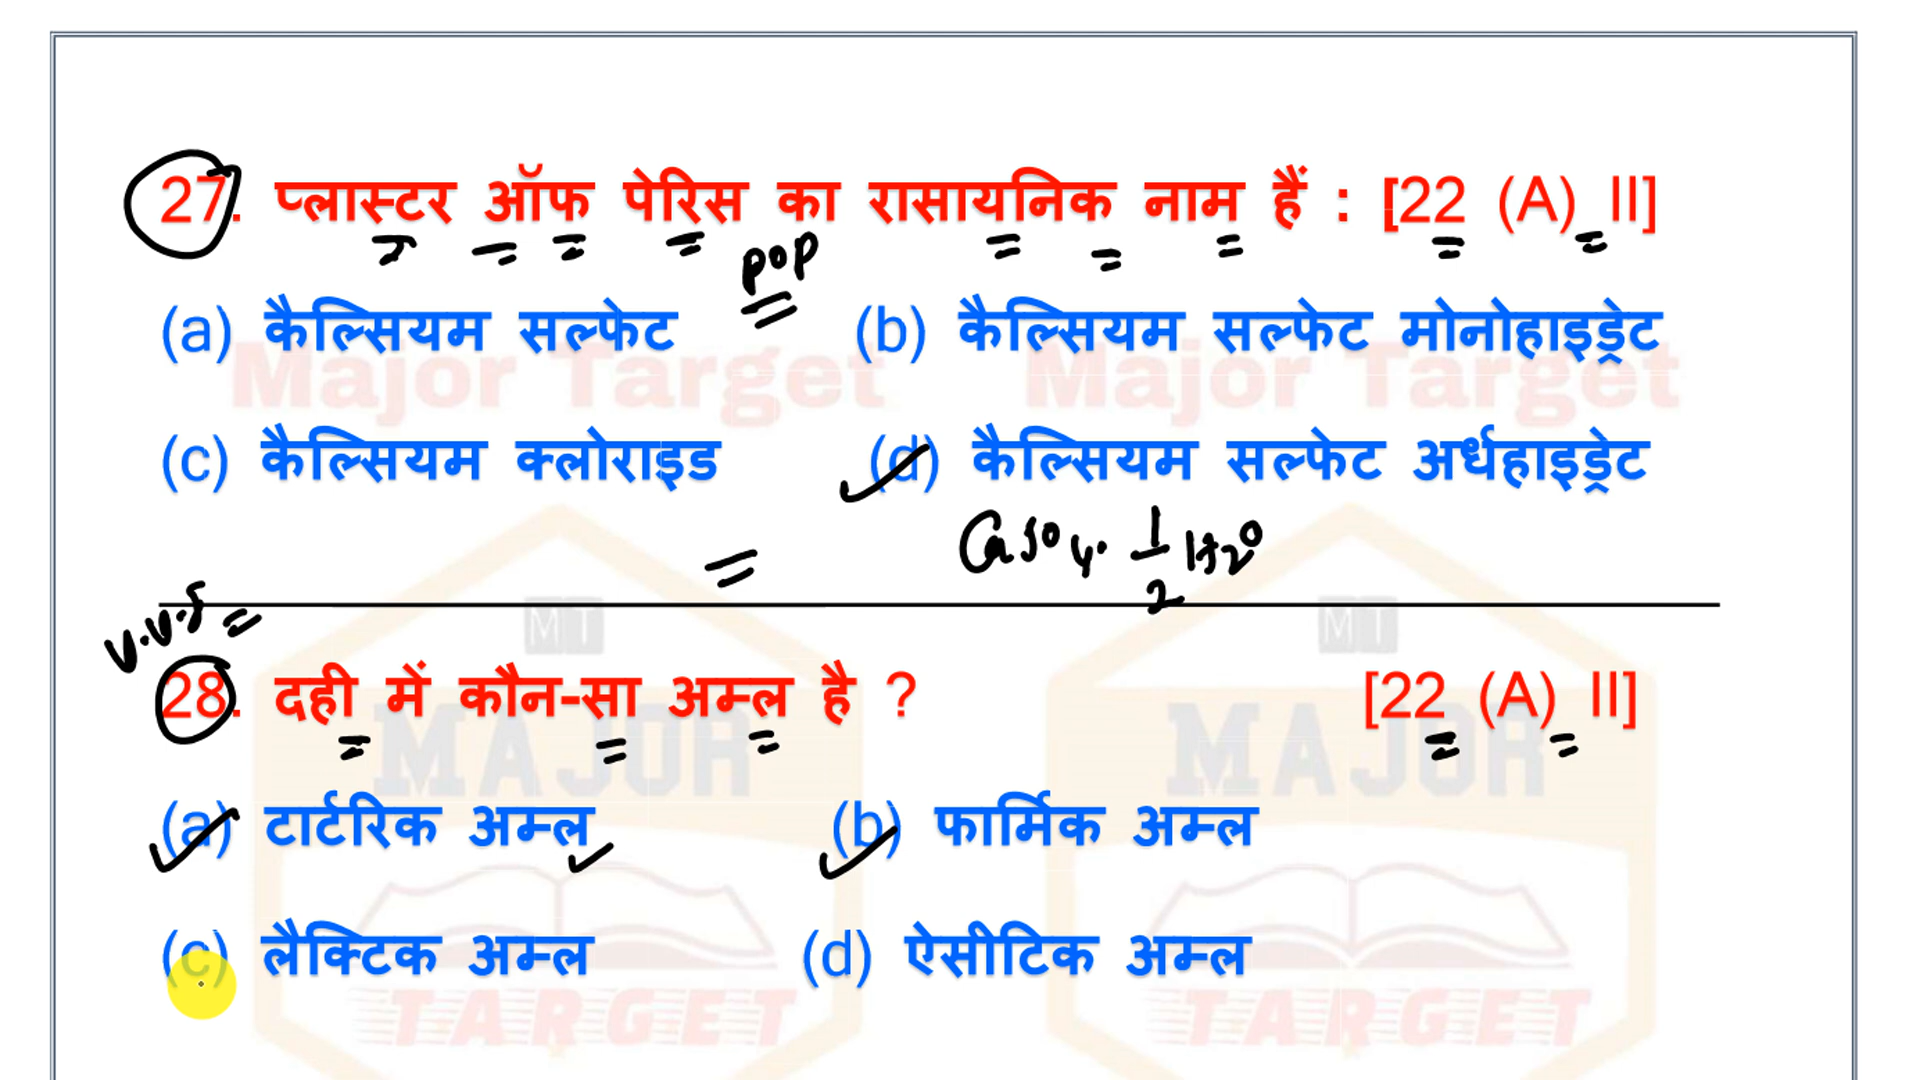 27. प्लास्टर ऑफ पेरिस का रासायनिक नाम हैं : [22 (A) II]
pop
(a) कैल्सियम सल्फेट (b) कैल्सियम सल्फेट मोनोहाइड्रेट
Major Target Major Target
(c) कैल्सियम क्लोराइड (d) कैल्सियम सल्फेट अर्धहाइड्रेट
CaSO4. 1/2 H2O
MT MT
28. दही में कौन-सा अम्ल है ? [22 (A) II]
MAJOR MAJOR
(a) टार्टरिक अम्ल (b) फार्मिक अम्ल
(c) लैक्टिक अम्ल (d) ऐसीटिक अम्ल
TARGET TARGET